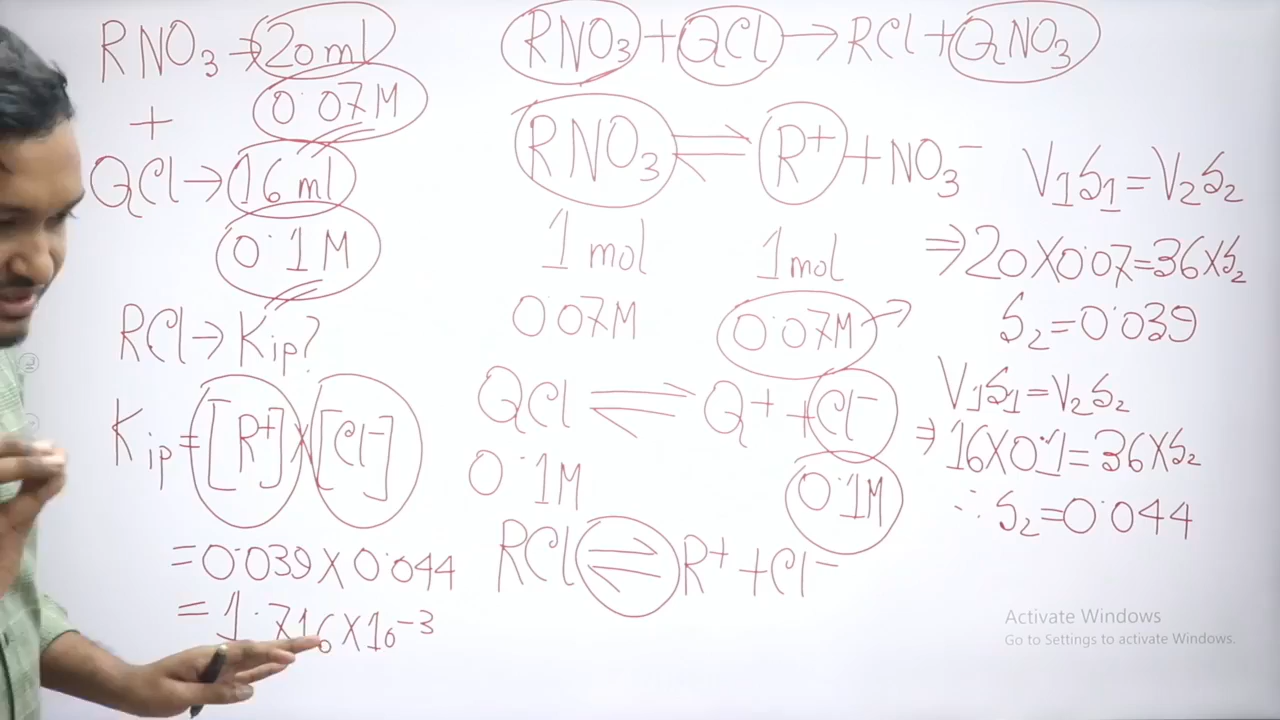 RNO₃ → 20 ml
0.07M
+
QCl → 16 ml
0.1M
RCl → Kip?
Kip = [R⁺] × [Cl⁻]
= 0.039 × 0.044
= 1.716 × 10⁻³
RNO₃ + QCl → RCl + QNO₃
RNO₃ ⇌ R⁺ + NO₃⁻
1 mol 1 mol
0.07M 0.07M →
QCl ⇌ Q⁺ + Cl⁻
0.1M 0.1M
RCl ⇌ R⁺ + Cl⁻
V₁S₁ = V₂S₂
⇒ 20 × 0.07 = 36 × S₂
S₂ = 0.039
V₁S₁ = V₂S₂
⇒ 16 × 0.1 = 36 × S₂
∴ S₂ = 0.044
Activate Windows
Go to Settings to activate Windows.